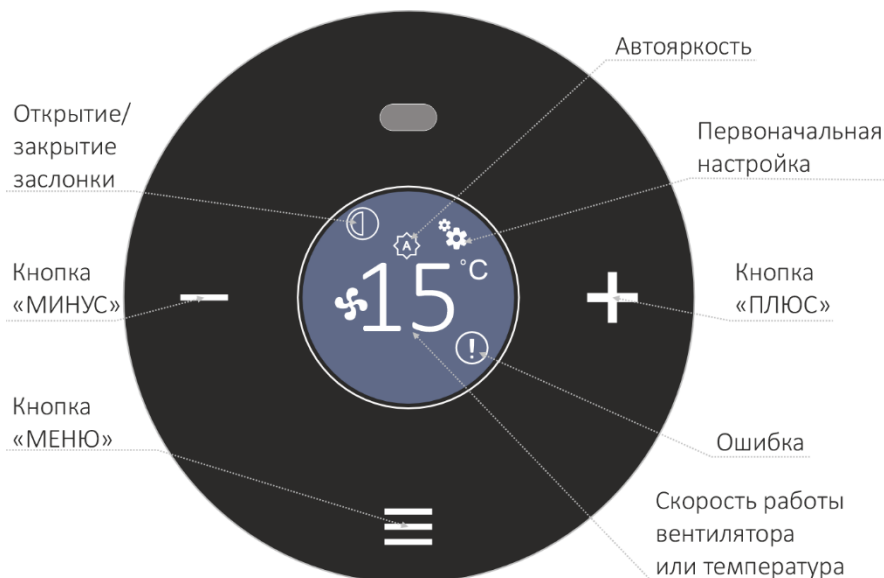 Автояркость
Открытие/
закрытие
заслонки
Первоначальная
настройка
A
°C
15
Кнопка
«МИНУС»
Кнопка
«ПЛЮС»
!
Кнопка
«МЕНЮ»
Ошибка
Скорость работы
вентилятора
или температура